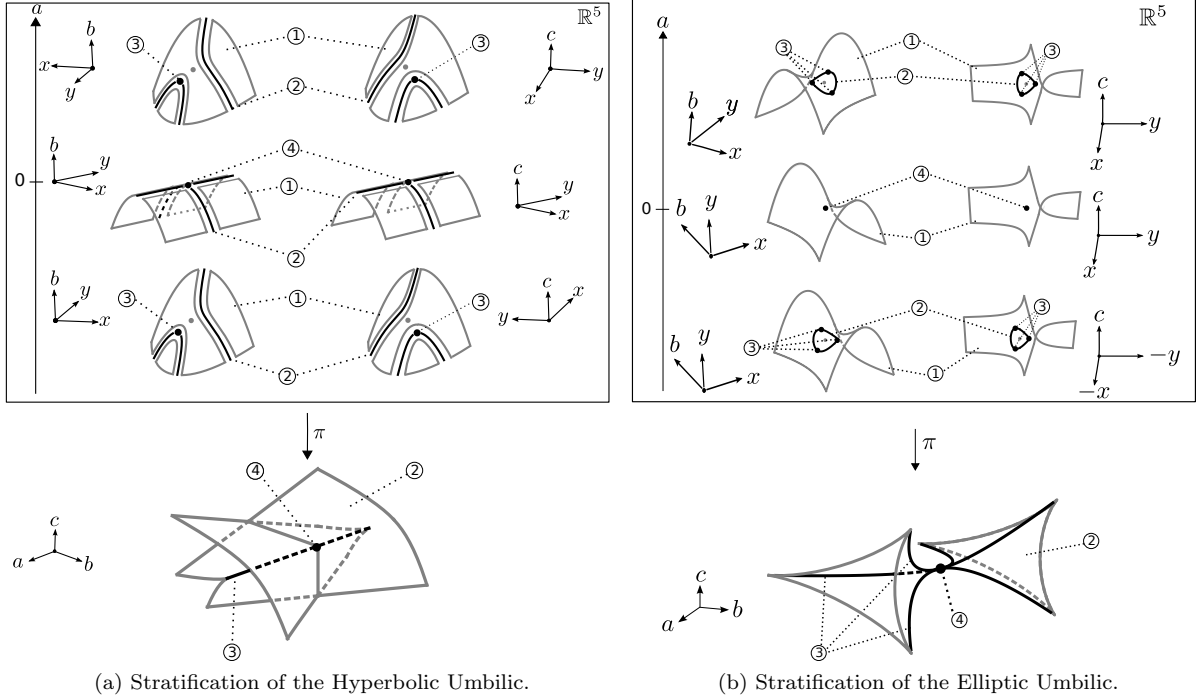 a
ℝ⁵
b
x
y
③
①
③
②
c
y
x
0
b
y
x
④
①
②
c
y
x
b
y
x
③
①
③
②
c
x
y
π
④
②
③
c
a
b
(a) Stratification of the Hyperbolic Umbilic.
a
ℝ⁵
③
①
②
③
b
y
x
c
y
x
0
b
y
x
④
①
c
y
x
b
y
x
③
②
③
①
c
−y
−x
π
②
③
④
c
a
b
(b) Stratification of the Elliptic Umbilic.